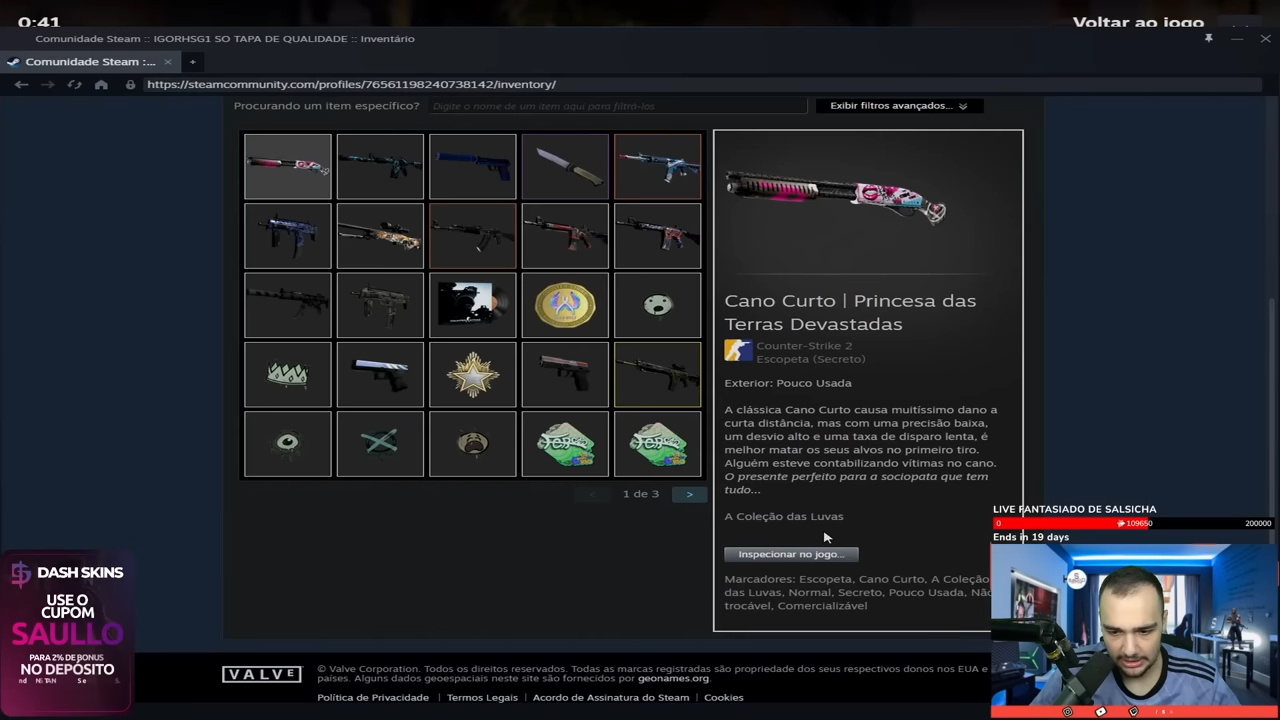 0:41
Voltar ao jogo
Comunidade Steam :: IGORHSG1 SO TAPA DE QUALIDADE :: Inventário
Comunidade Steam :...
https://steamcommunity.com/profiles/76561198240738142/inventory/
Procurando um item específico?
Digite o nome de um item aqui para filtrá-los
Exibir filtros avançados...
Cano Curto | Princesa das
Terras Devastadas
Counter-Strike 2
Escopeta (Secreto)
Exterior: Pouco Usada
A clássica Cano Curto causa muitíssimo dano a
curta distância, mas com uma precisão baixa,
um desvio alto e uma taxa de disparo lenta, é
melhor matar os seus alvos no primeiro tiro.
Alguém esteve contabilizando vítimas no cano.
O presente perfeito para a sociopata que tem
tudo...
A Coleção das Luvas
Inspecionar no jogo...
Marcadores: Escopeta, Cano Curto, A Coleção
das Luvas, Normal, Secreto, Pouco Usada, Não
trocável, Comercializável
< 1 de 3 >
LIVE FANTASIADO DE SALSICHA
0 109650 200000
Ends in 19 days
DASH SKINS
USE O
CUPOM
SAULLO
PARA 2% DE BONUS
NO DEPÓSITO
VALVE
© Valve Corporation. Todos os direitos reservados. Todas as marcas registradas são propriedade dos seus respectivos donos nos EUA e
países. Alguns dados geoespaciais neste site são fornecidos por geonames.org.
Política de Privacidade | Termos Legais | Acordo de Assinatura do Steam | Cookies